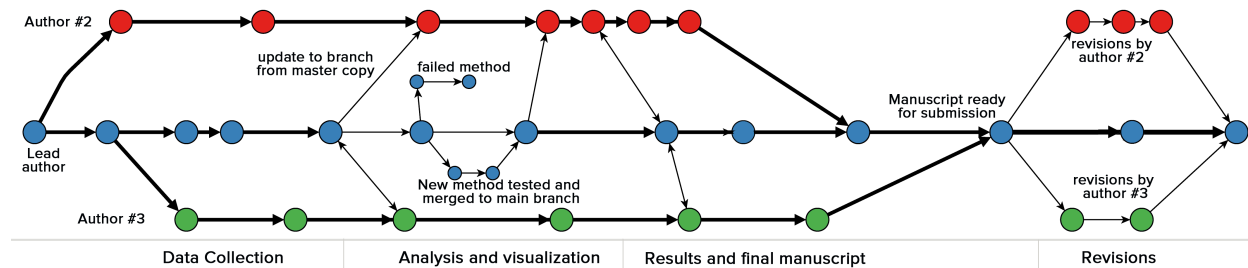 Author #2
update to branch
from master copy
failed method
Lead
author
New method tested and
merged to main branch
Author #3
Manuscript ready
for submission
revisions by
author #2
revisions by
author #3
Data Collection
Analysis and visualization
Results and final manuscript
Revisions